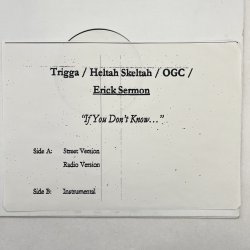 Trigga / Heltah Skeltah / OGC /
Erick Sermon
“If You Don't Know...”
Side A: Street Version
Radio Version
Side B: Instrumental